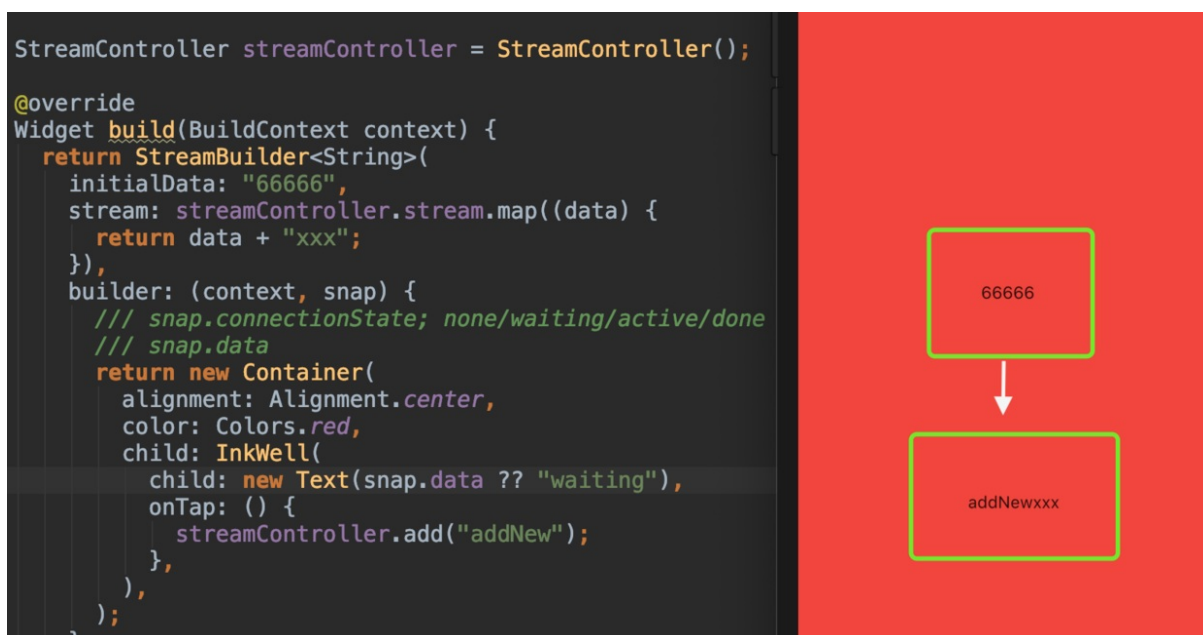 StreamController streamController = StreamController();
@override
Widget build(BuildContext context) {
return StreamBuilder<String>(
initialData: "66666",
stream: streamController.stream.map((data) {
return data + "xxx";
}),
builder: (context, snap) {
/// snap.connectionState; none/waiting/active/done
/// snap.data
return new Container(
alignment: Alignment.center,
color: Colors.red,
child: InkWell(
child: new Text(snap.data ?? "waiting"),
onTap: () {
streamController.add("addNew");
},
),
);
66666
addNewxxx